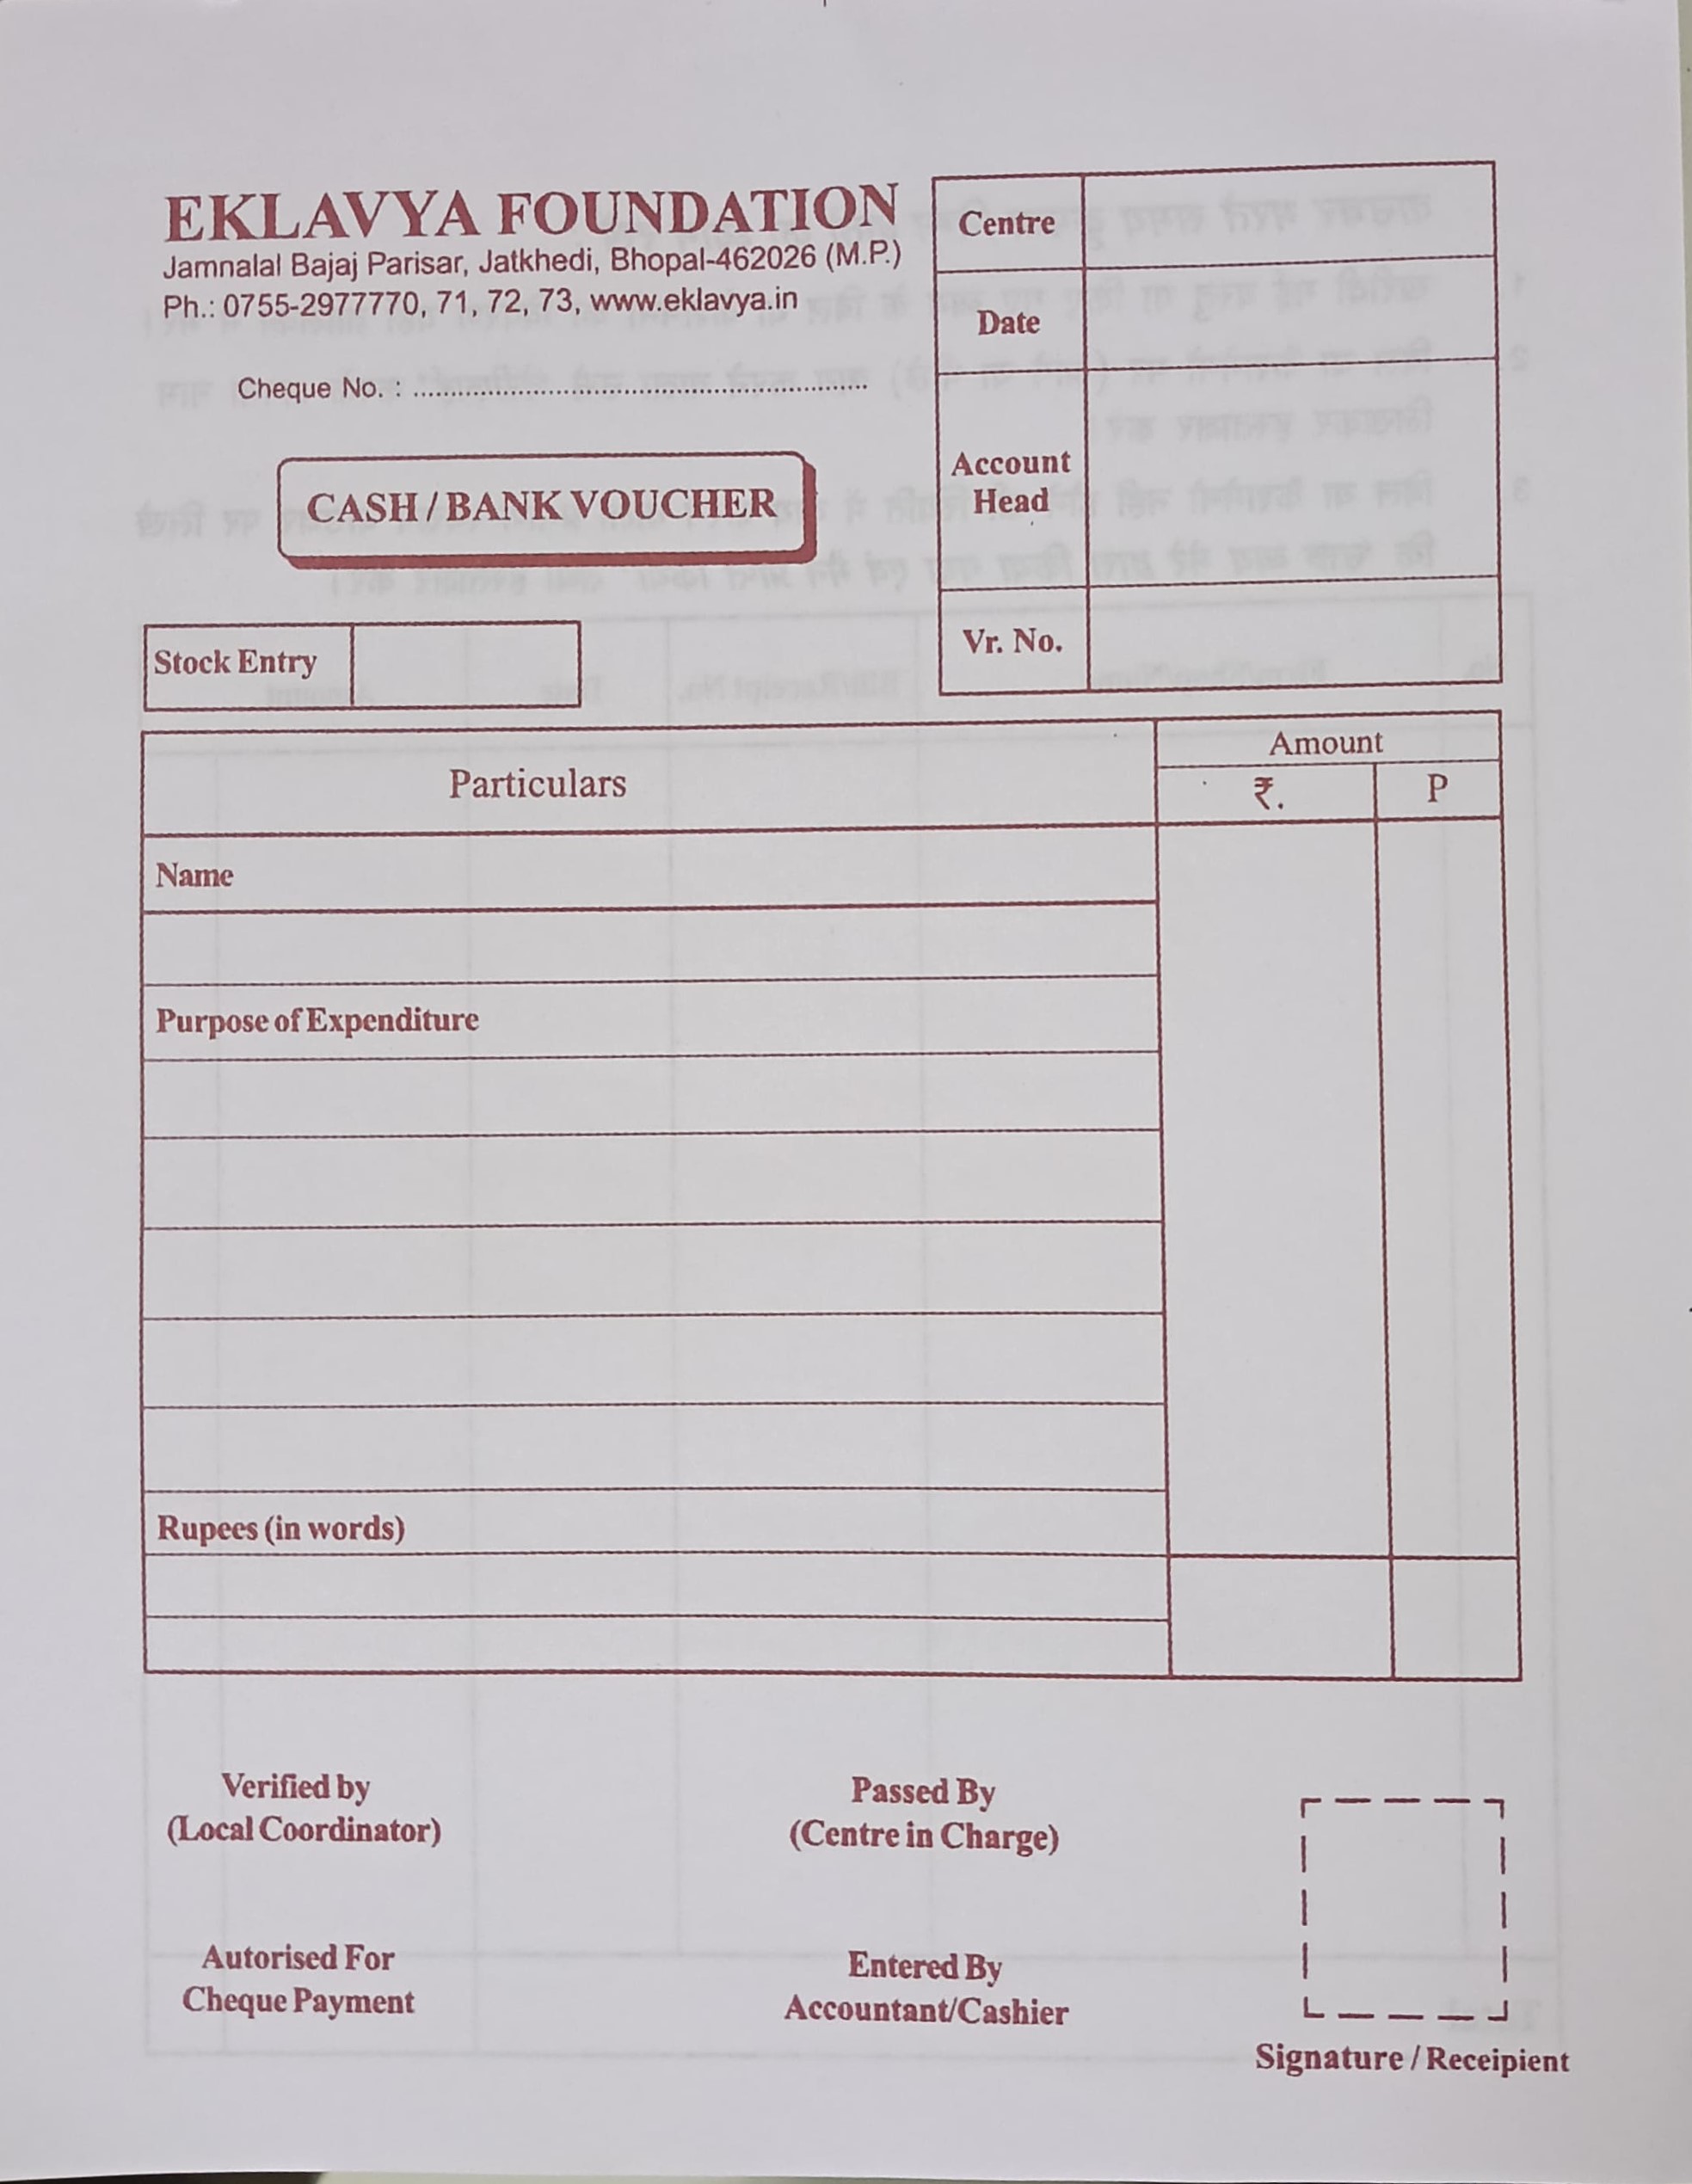 EKLAVYA FOUNDATION
Jamnalal Bajaj Parisar, Jatkhedi, Bhopal-462026 (M.P.)
Ph.: 0755-2977770, 71, 72, 73, www.eklavya.in
Cheque No. : ............................................................
CASH/BANK VOUCHER
Centre
Date
Account
Head
Vr. No.
Stock Entry
Particulars
Amount
₹.
P
Name
Purpose of Expenditure
Rupees (in words)
Verified by
(Local Coordinator)
Passed By
(Centre in Charge)
Autorised For
Cheque Payment
Entered By
Accountant/Cashier
Signature / Receipient